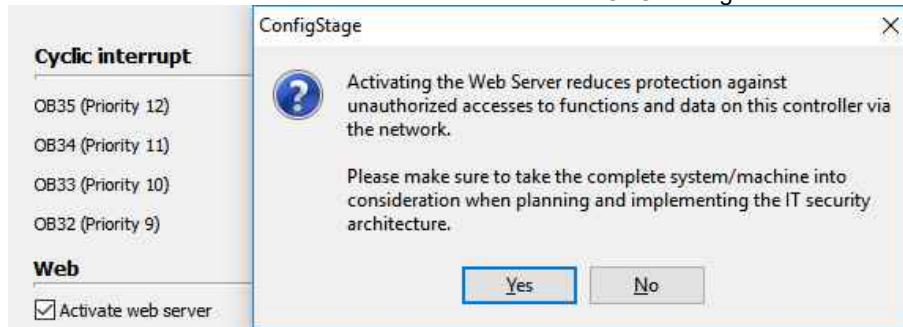 ConfigStage
Cyclic interrupt
OB35 (Priority 12)
OB34 (Priority 11)
OB33 (Priority 10)
OB32 (Priority 9)
Web
Activate web server
Activating the Web Server reduces protection against
unauthorized accesses to functions and data on this controller via
the network.
Please make sure to take the complete system/machine into
consideration when planning and implementing the IT security
architecture.
Yes
No